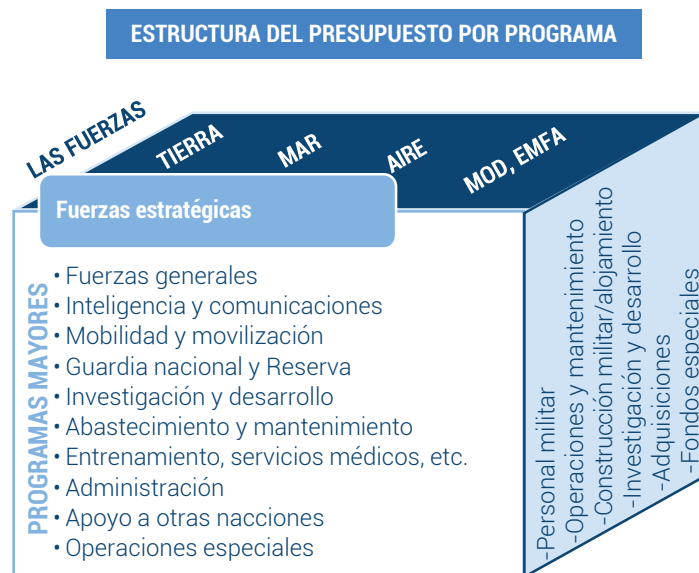 ESTRUCTURA DEL PRESUPUESTO POR PROGRAMA
LAS FUERZAS
TIERRA
MAR
AIRE
MOD, EMFA
Fuerzas estratégicas
PROGRAMAS MAYORES
• Fuerzas generales
• Inteligencia y comunicaciones
• Mobilidad y movilización
• Guardia nacional y Reserva
• Investigación y desarrollo
• Abastecimiento y mantenimiento
• Entrenamiento, servicios médicos, etc.
• Administración
• Apoyo a otras nacciones
• Operaciones especiales
-Personal militar
-Operaciones y mantenimiento
-Construcción militar/alojamiento
-Investigación y desarrollo
-Adquisiciones
-Fondos especiales